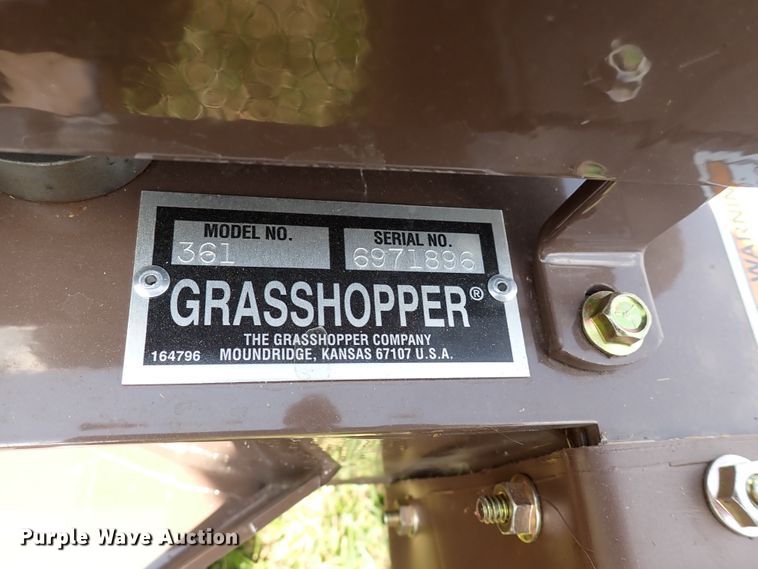 MODEL NO.
361
SERIAL NO.
6971896
GRASSHOPPER®
THE GRASSHOPPER COMPANY
164796 MOUNDRIDGE, KANSAS 67107 U.S.A.
Purple Wave Auction